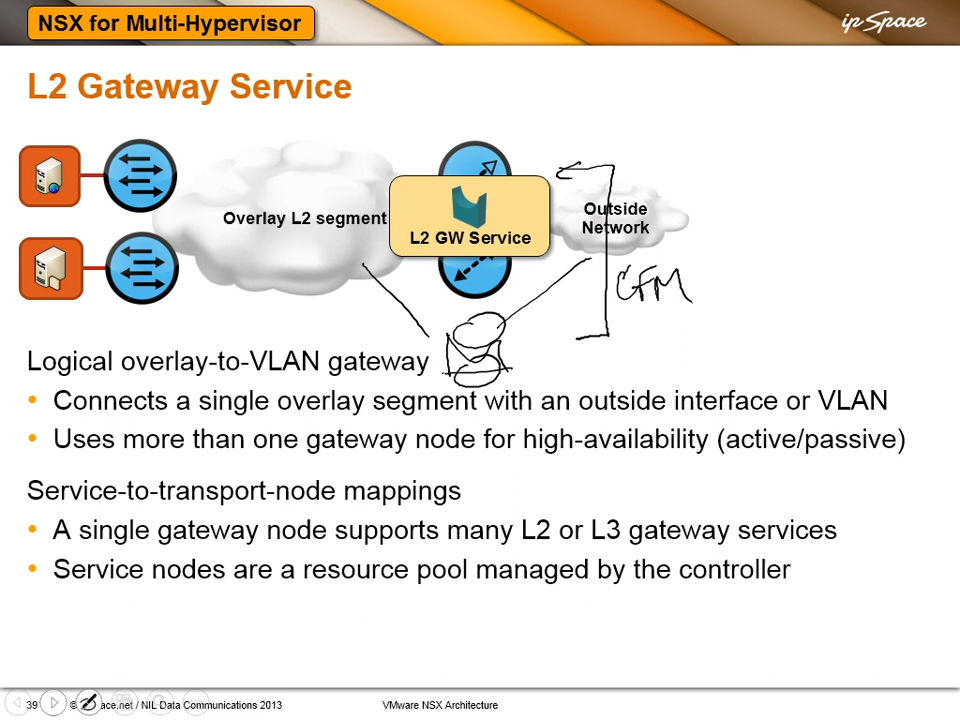 NSX for Multi-Hypervisor
ipSpace
L2 Gateway Service
Overlay L2 segment
L2 GW Service
Outside
Network
CFM
Logical overlay-to-VLAN gateway
• Connects a single overlay segment with an outside interface or VLAN
• Uses more than one gateway node for high-availability (active/passive)
Service-to-transport-node mappings
• A single gateway node supports many L2 or L3 gateway services
• Service nodes are a resource pool managed by the controller
39 © ipSpace.net / NIL Data Communications 2013 VMware NSX Architecture